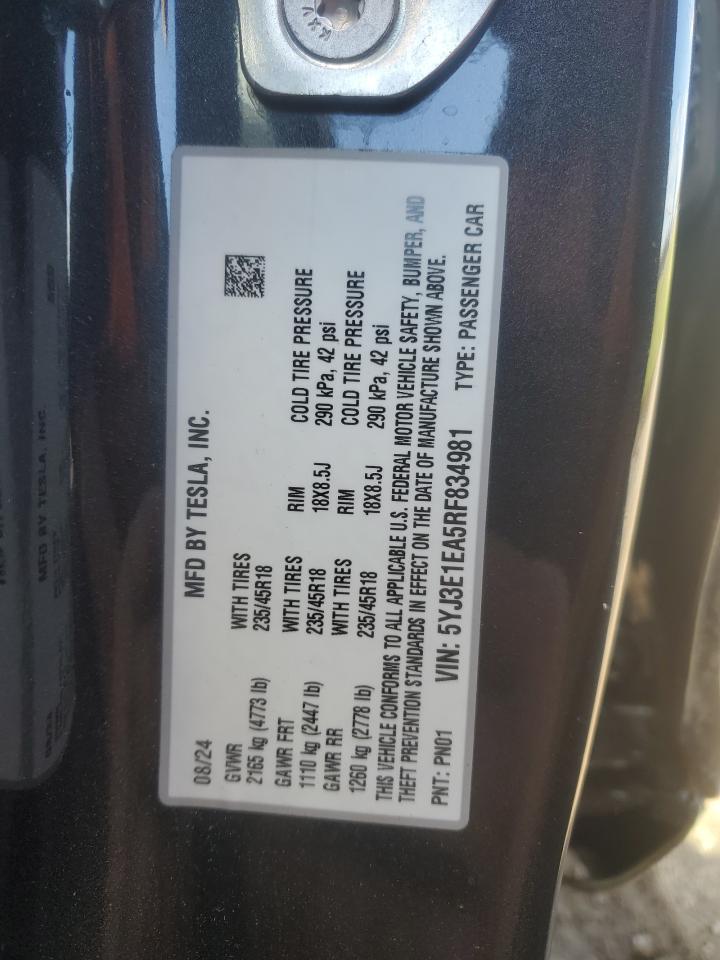 MFD BY TESLA, INC.
08/24
GVWR
2165 kg (4773 lb)
WITH TIRES
235/45R18
GAWR FRT
1110 kg (2447 lb)
WITH TIRES
235/45R18
RIM
18X8.5J
COLD TIRE PRESSURE
290 kPa, 42 psi
GAWR RR
1260 kg (2778 lb)
WITH TIRES
235/45R18
RIM
18X8.5J
COLD TIRE PRESSURE
290 kPa, 42 psi
THIS VEHICLE CONFORMS TO ALL APPLICABLE U.S. FEDERAL MOTOR VEHICLE SAFETY, BUMPER, AND
THEFT PREVENTION STANDARDS IN EFFECT ON THE DATE OF MANUFACTURE SHOWN ABOVE.
PNT: PN01 VIN: 5YJ3E1EA5RF834981 TYPE: PASSENGER CAR